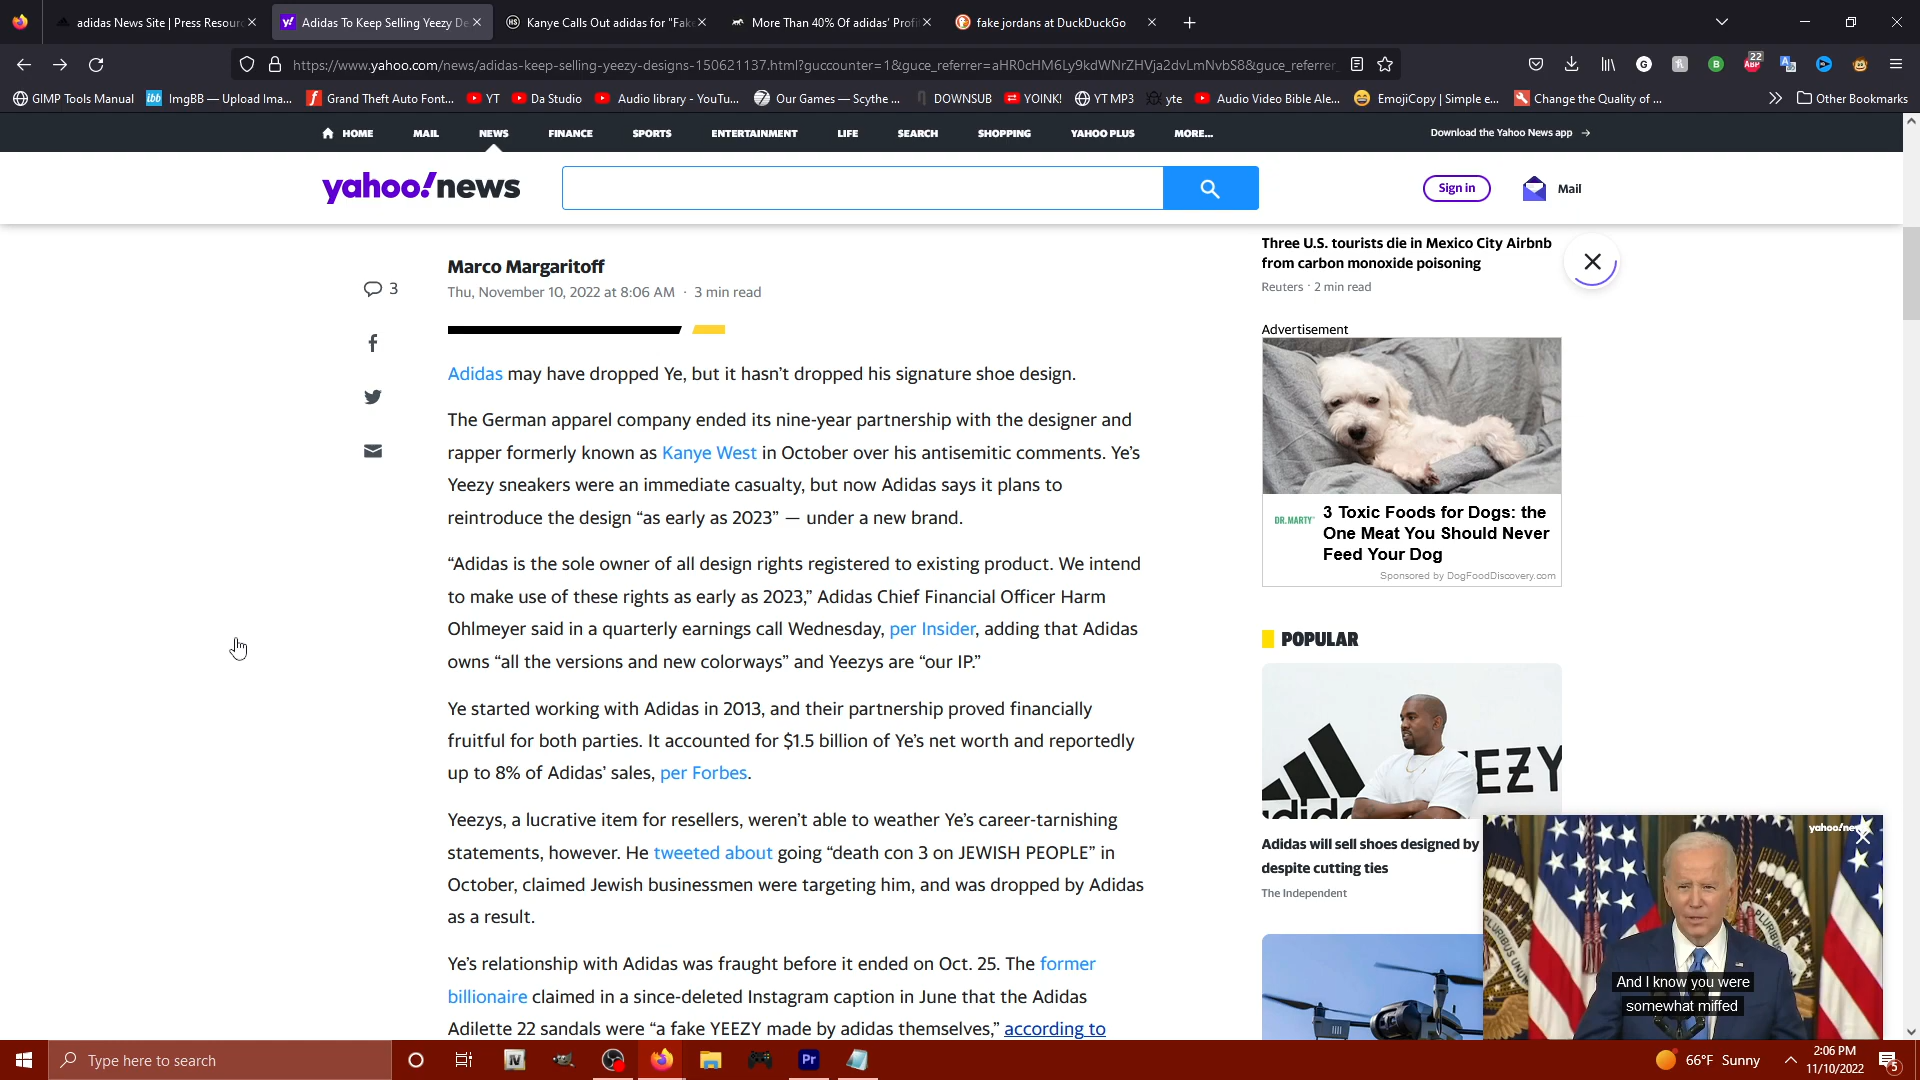 adidas News Site | Press Resour
Adidas To Keep Selling Yeezy De
Kanye Calls Out adidas for "Fak
More Than 40% Of adidas' Profi
fake jordans at DuckDuckGo
https://www.yahoo.com/news/adidas-keep-selling-yeezy-designs-150621137.html?guccounter=1&guce_referrer=aHR0cHM6Ly9kdWNrZHVja2dvLmNvbS8&guce_referrer_
22
GIMP Tools Manual
ImgBB — Upload Ima...
Grand Theft Auto Font...
YT
Da Studio
Audio library - YouTu...
Our Games — Scythe ...
DOWNSUB
YOINK!
YT MP3
yte
Audio Video Bible Ale...
EmojiCopy | Simple e...
Change the Quality of ...
Other Bookmarks
HOME
MAIL
NEWS
FINANCE
SPORTS
ENTERTAINMENT
LIFE
SEARCH
SHOPPING
YAHOO PLUS
MORE...
Download the Yahoo News app
yahoo!news
Sign in
Mail
3
Marco Margaritoff
Thu, November 10, 2022 at 8:06 AM · 3 min read
Adidas may have dropped Ye, but it hasn't dropped his signature shoe design.
The German apparel company ended its nine-year partnership with the designer and
rapper formerly known as Kanye West in October over his antisemitic comments. Ye's
Yeezy sneakers were an immediate casualty, but now Adidas says it plans to
reintroduce the design “as early as 2023” — under a new brand.
“Adidas is the sole owner of all design rights registered to existing product. We intend
to make use of these rights as early as 2023,” Adidas Chief Financial Officer Harm
Ohlmeyer said in a quarterly earnings call Wednesday, per Insider, adding that Adidas
owns “all the versions and new colorways” and Yeezys are “our IP.”
Ye started working with Adidas in 2013, and their partnership proved financially
fruitful for both parties. It accounted for $1.5 billion of Ye's net worth and reportedly
up to 8% of Adidas' sales, per Forbes.
Yeezys, a lucrative item for resellers, weren't able to weather Ye's career-tarnishing
statements, however. He tweeted about going “death con 3 on JEWISH PEOPLE” in
October, claimed Jewish businessmen were targeting him, and was dropped by Adidas
as a result.
Ye's relationship with Adidas was fraught before it ended on Oct. 25. The former
billionaire claimed in a since-deleted Instagram caption in June that the Adidas
Adilette 22 sandals were “a fake YEEZY made by adidas themselves,” according to
Three U.S. tourists die in Mexico City Airbnb
from carbon monoxide poisoning
Reuters · 2 min read
Advertisement
DR.MARTY
3 Toxic Foods for Dogs: the
One Meat You Should Never
Feed Your Dog
Sponsored by DogFoodDiscovery.com
POPULAR
EEZY
adidas
Adidas will sell shoes designed by
despite cutting ties
The Independent
yahoo!ne
And I know you were
somewhat miffed
Type here to search
Pr
66°F Sunny
2:06 PM
11/10/2022
5